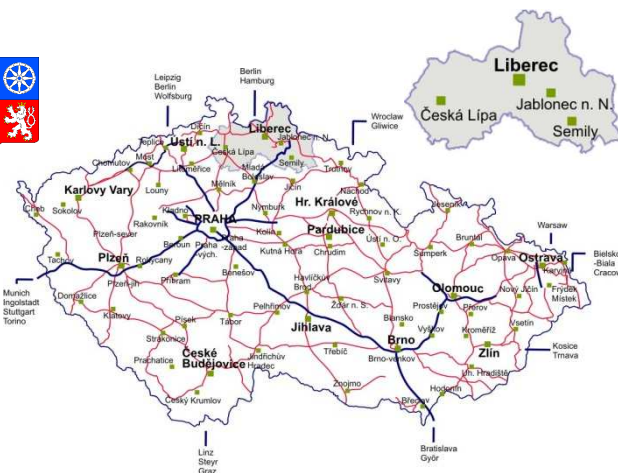 Liberec
Jablonec n. N.
Česká Lípa
Semily
Leipzig
Berlin
Wolfsburg
Berlin
Hamburg
Wroclaw
Gliwice
Děčín
Teplice
Ústí n. L.
Liberec
Jablonec n. N.
Most
Česká Lípa
Chomutov
Litoměřice
Semily
Mladá
Boleslav
Trutnov
Karlovy Vary
Louny
Mělník
Jičín
Náchod
Cheb
Sokolov
Kladno
Nymburk
Hr. Králové
Rychnov n. K.
Jeseník
Rakovník
PRAHA
Plzeň-sever
Kolín
Pardubice
Beroun
Praha
-vých.
Praha
-západ
Kutná Hora
Chrudim
Ústí n. O.
Šumperk
Bruntál
Opava
Warsaw
Ostrava
Karviná
Bielsko
-Biala
Cracow
Tachov
Plzeň
Rokycany
Plzeň-jih
Příbram
Benešov
Havlíčkův
Brod
Svitavy
Olomouc
Nový Jičín
Frýdek
Místek
Munich
Ingolstadt
Stuttgart
Torino
Domažlice
Klatovy
Písek
Tábor
Pelhřimov
Žďár n. S.
Prostějov
Přerov
Jihlava
Blansko
Vyškov
Kroměříž
Vsetín
Strakonice
Prachatice
České
Budějovice
Jindřichův
Hradec
Třebíč
Brno
Brno-venkov
Zlín
Kosice
Trnava
Uh. Hradiště
Český Krumlov
Znojmo
Hodonín
Břeclav
Linz
Steyr
Graz
Bratislava
Györ